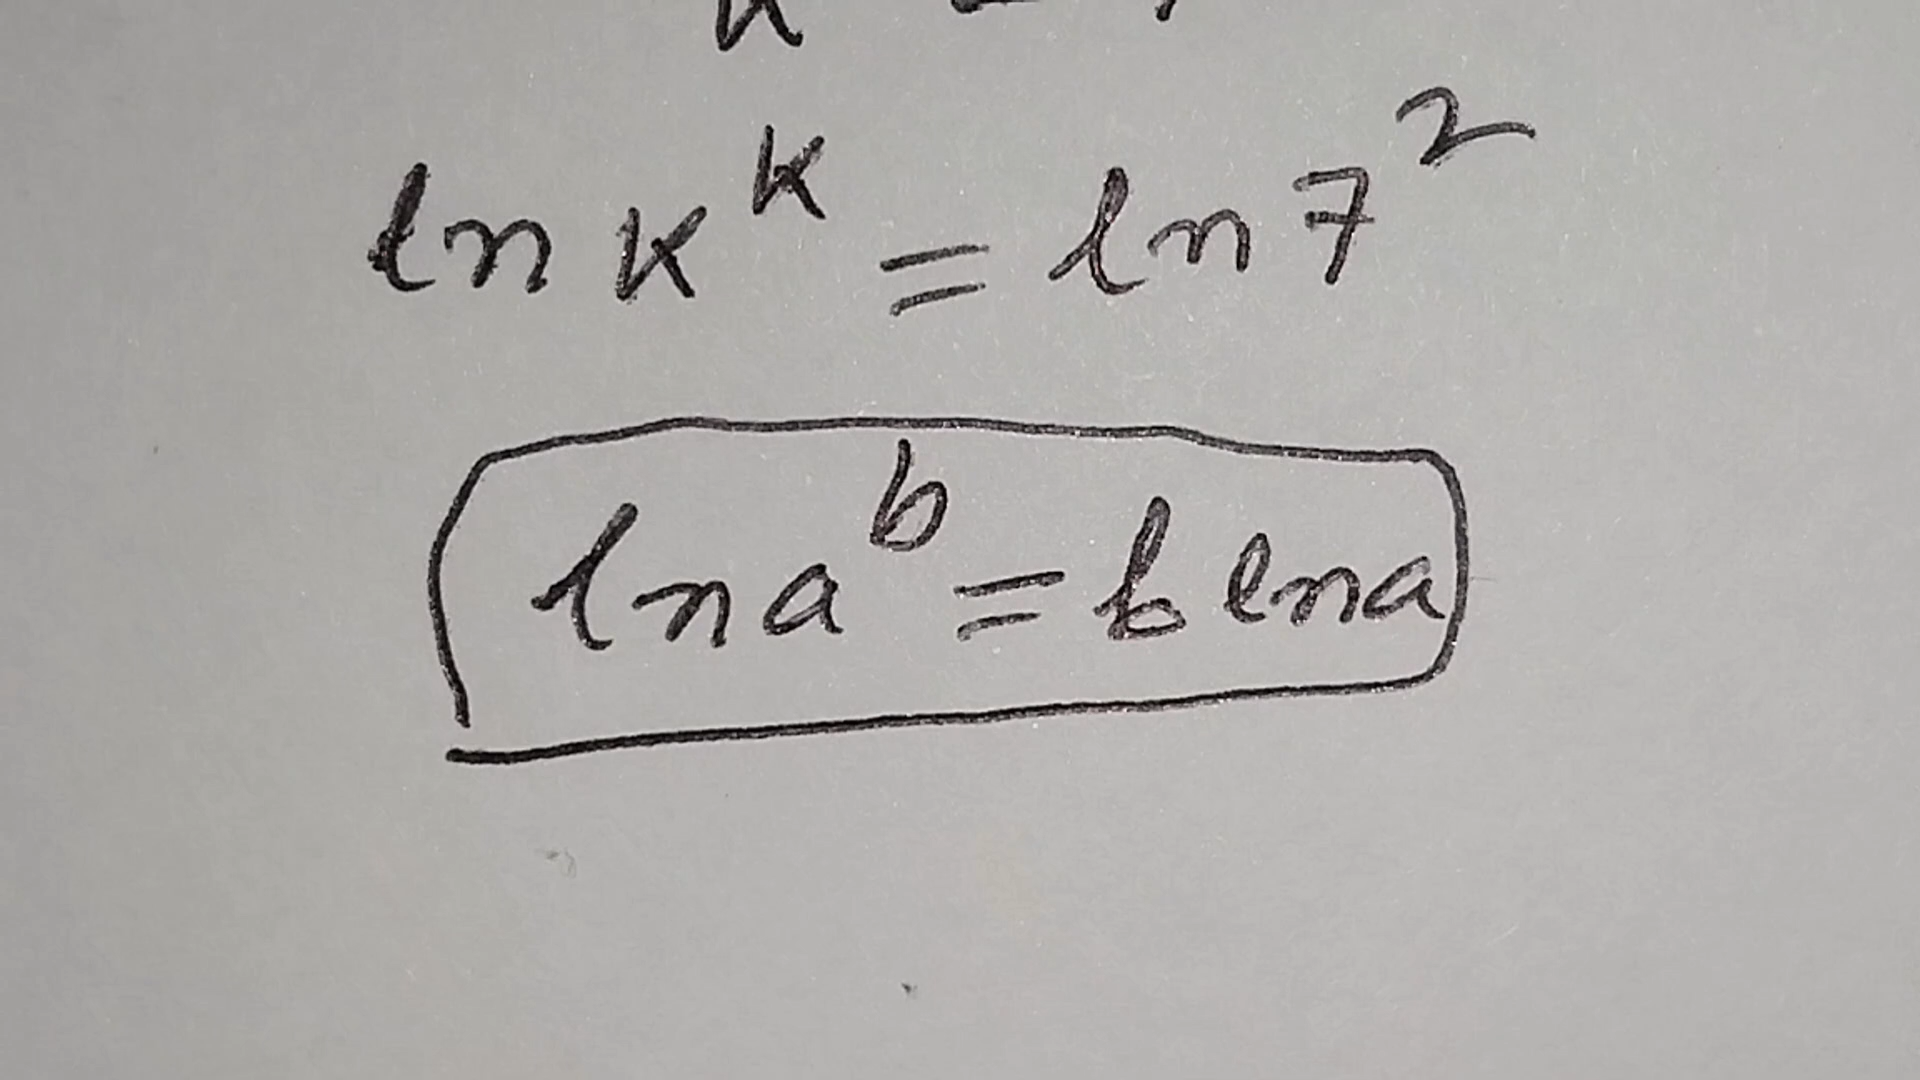 ln k^k = ln 7^2
ln a^b = b ln a